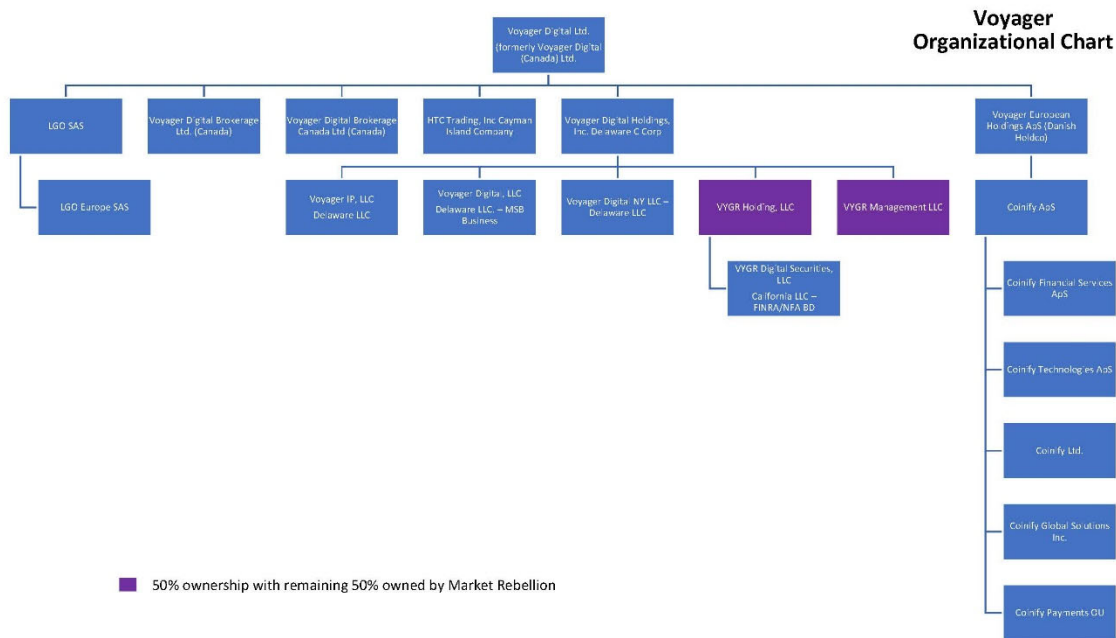 Voyager
Organizational Chart
Voyager Digital Ltd.
(formerly Voyager Digital
(Canada) Ltd.
LGO SAS
Voyager Digital Brokerage
Ltd. (Canada)
Voyager Digital Brokerage
Canada Ltd (Canada)
HTC Trading, Inc Cayman
Island Company
Voyager Digital Holdings,
Inc. Delaware C Corp
Voyager European
Holdings ApS (Danish
Holdco)
LGO Europe SAS
Voyager IP, LLC
Delaware LLC
Voyager Digital, LLC
Delaware LLC. – MSB
Business
Voyager Digital NY LLC –
Delaware LLC
VYGR Holding, LLC
VYGR Management LLC
Coinify ApS
VYGR Digital Securities,
LLC
California LLC –
FINRA/NFA BD
Coinify Financial Services
ApS
Coinify Technologies ApS
Coinify Ltd.
Coinify Global Solutions
Inc.
Coinify Payments OU
50% ownership with remaining 50% owned by Market Rebellion